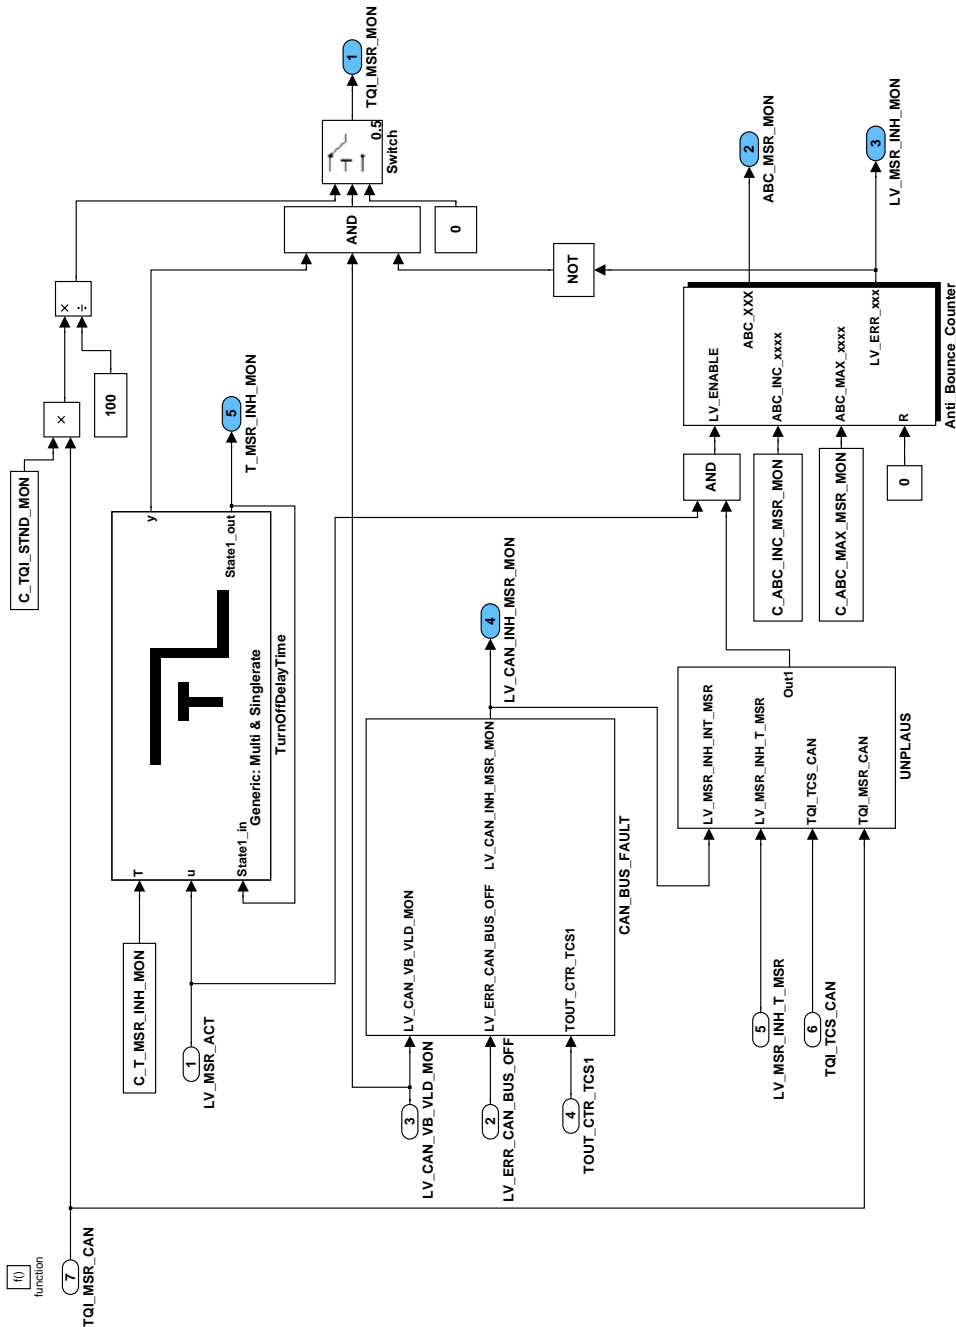 f()
function
7
TQI_MSR_CAN
C_TQI_STND_MON
×
100
×
÷
C_T_MSR_INH_MON
1
LV_MSR_ACT
T
u
State1_in
T
y
State1_out
Generic: Multi & Singlerate
TurnOffDelayTime
5
T_MSR_INH_MON
AND
0
0.5
Switch
1
TQI_MSR_MON
3
LV_CAN_VB_VLD_MON
2
LV_ERR_CAN_BUS_OFF
4
TOUT_CTR_TCS1
LV_CAN_VB_VLD_MON
LV_ERR_CAN_BUS_OFF
TOUT_CTR_TCS1
LV_CAN_INH_MSR_MON
CAN_BUS_FAULT
4
LV_CAN_INH_MSR_MON
NOT
5
LV_MSR_INH_T_MSR
6
TQI_TCS_CAN
LV_MSR_INH_INT_MSR
LV_MSR_INH_T_MSR
TQI_TCS_CAN
TQI_MSR_CAN
Out1
UNPLAUS
AND
C_ABC_INC_MSR_MON
C_ABC_MAX_MSR_MON
0
LV_ENABLE
ABC_INC_xxxx
ABC_MAX_xxxx
R
ABC_XXX
LV_ERR_xxx
Anti_Bounce_Counter
2
ABC_MSR_MON
3
LV_MSR_INH_MON